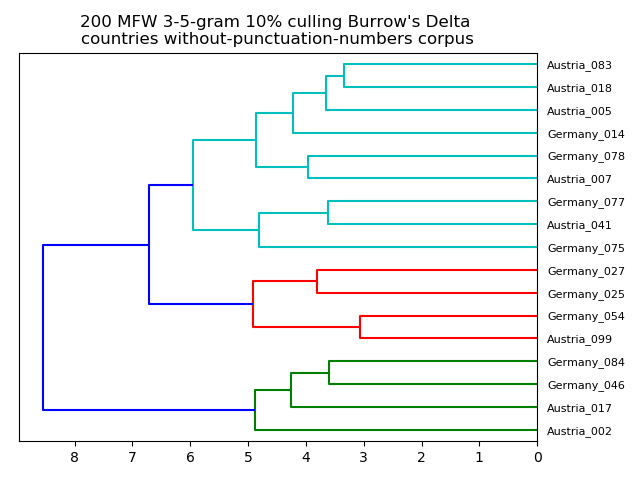 200 MFW 3-5-gram 10% culling Burrow's Delta
countries without-punctuation-numbers corpus
Austria_083
Austria_018
Austria_005
Germany_014
Germany_078
Austria_007
Germany_077
Austria_041
Germany_075
Germany_027
Germany_025
Germany_054
Austria_099
Germany_084
Germany_046
Austria_017
Austria_002
8 7 6 5 4 3 2 1 0